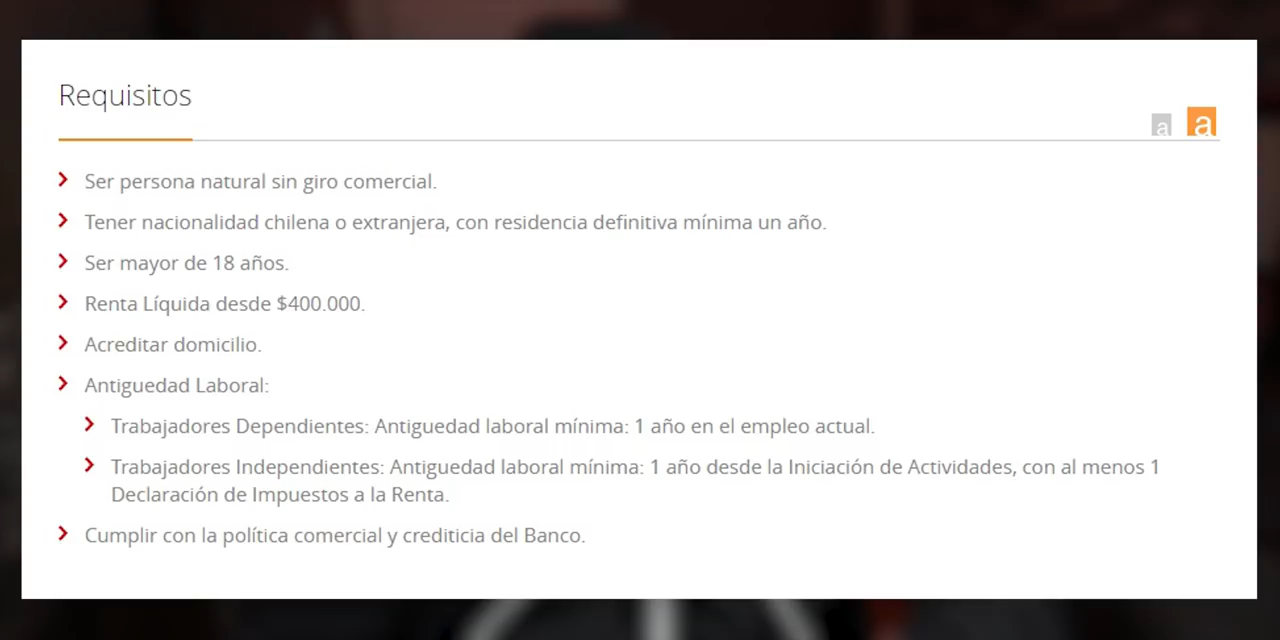 Requisitos
a a
Ser persona natural sin giro comercial.
Tener nacionalidad chilena o extranjera, con residencia definitiva mínima un año.
Ser mayor de 18 años.
Renta Líquida desde $400.000.
Acreditar domicilio.
Antiguedad Laboral:
Trabajadores Dependientes: Antiguedad laboral mínima: 1 año en el empleo actual.
Trabajadores Independientes: Antiguedad laboral mínima: 1 año desde la Iniciación de Actividades, con al menos 1
Declaración de Impuestos a la Renta.
Cumplir con la política comercial y crediticia del Banco.